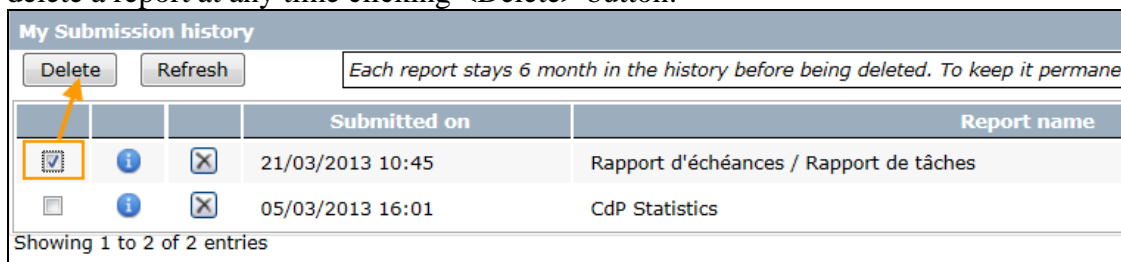 delete a report at any time clicking <Delete> button.
My Submission history
Delete Refresh Each report stays 6 month in the history before being deleted. To keep it permane
Submitted on Report name
21/03/2013 10:45 Rapport d'échéances / Rapport de tâches
05/03/2013 16:01 CdP Statistics
Showing 1 to 2 of 2 entries